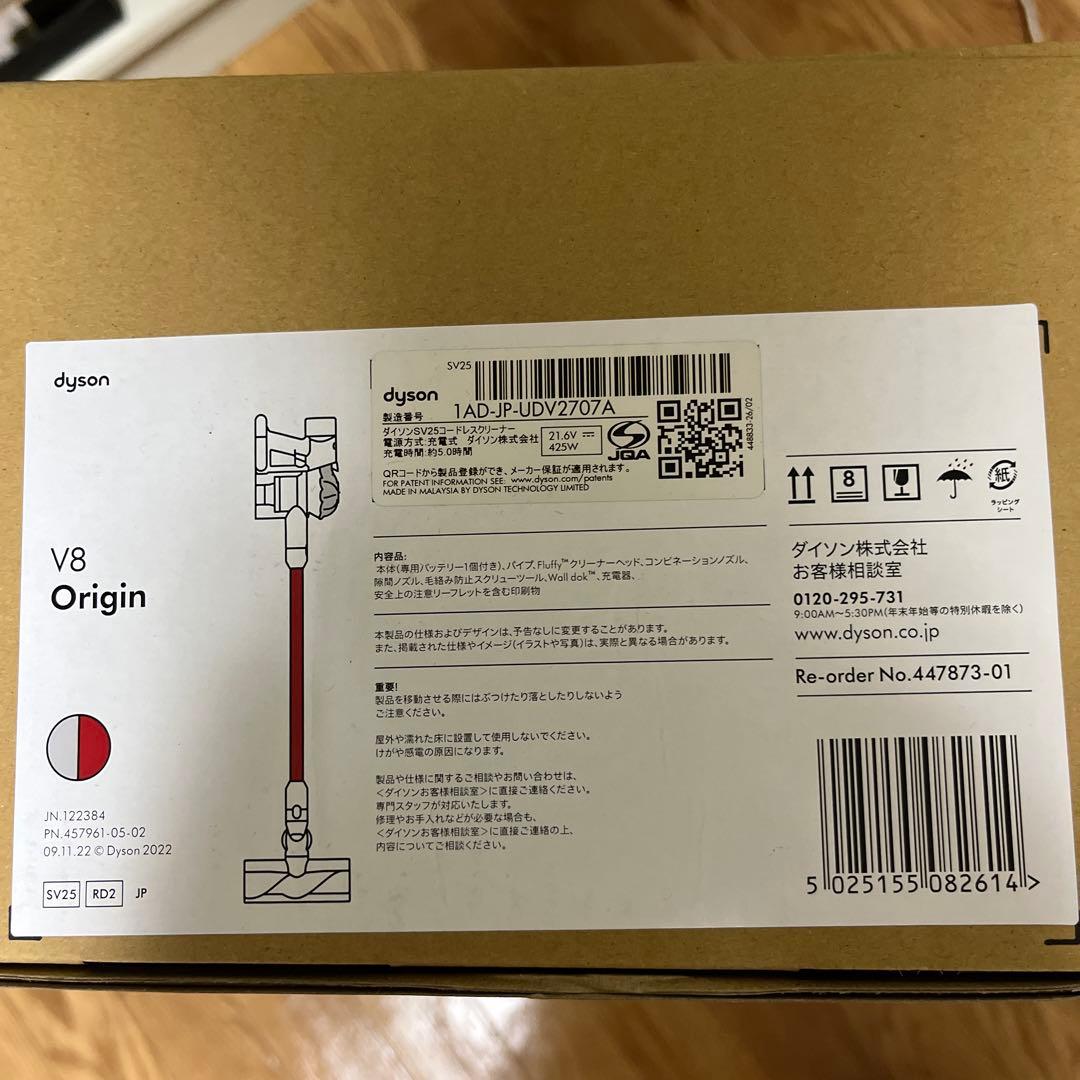 dyson
V8
Origin
JN.122384
PN.457961-05-02
09.11.22 © Dyson 2022
SV25 RD2 JP
SV25
dyson
製造番号 1AD-JP-UDV2707A
ダイソンSV25コードレスクリーナー
電源方式:充電式 ダイソン株式会社
充電時間:約5.0時間
21.6V ⎓
425W
JQA
448833-26/02
QRコードから製品登録ができ、メーカー保証が適用されます。
FOR PATENT INFORMATION SEE: www.dyson.com/patents
MADE IN MALAYSIA BY DYSON TECHNOLOGY LIMITED
内容品:
本体(専用バッテリー1個付き)、パイプ、Fluffy™クリーナーヘッド、コンビネーションノズル、
隙間ノズル、毛絡み防止スクリューツール、Wall dok™、充電器、
安全上の注意リーフレットを含む印刷物
本製品の仕様およびデザインは、予告なしに変更することがあります。
また、掲載された仕様やイメージ(イラストや写真)は、実際と異なる場合があります。
重要!
製品を移動させる際にはぶつけたり落としたりしないよう
ご注意ください。
屋外や濡れた床に設置して使用しないでください。
けがや感電の原因になります。
製品や仕様に関するご相談やお問い合わせは、
<ダイソンお客様相談室>に直接ご連絡ください。
専門スタッフが対応いたします。
修理やお手入れなどが必要な場合も、
<ダイソンお客様相談室>に直接ご連絡の上、
内容についてご相談ください。
8
紙
ラッピング
シート
ダイソン株式会社
お客様相談室
0120-295-731
9:00AM〜5:30PM(年末年始等の特別休暇を除く)
www.dyson.co.jp
Re-order No.447873-01
5 025155 082614 >